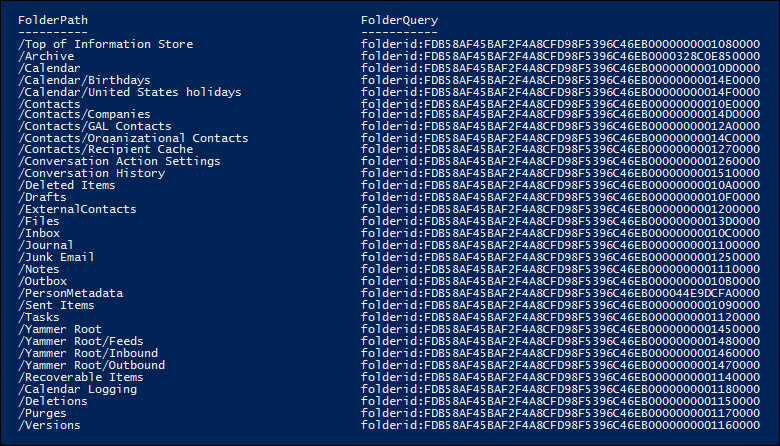 FolderPath FolderQuery
---------- -----------
/Top of Information Store folderid:FDB58AF45BAF2F4A8CFD98F5396C46EB0000000001080000
/Archive folderid:FDB58AF45BAF2F4A8CFD98F5396C46EB0000328C0E850000
/Calendar folderid:FDB58AF45BAF2F4A8CFD98F5396C46EB00000000010D0000
/Calendar/Birthdays folderid:FDB58AF45BAF2F4A8CFD98F5396C46EB00000000014E0000
/Calendar/United States holidays folderid:FDB58AF45BAF2F4A8CFD98F5396C46EB00000000014F0000
/Contacts folderid:FDB58AF45BAF2F4A8CFD98F5396C46EB00000000010E0000
/Contacts/Companies folderid:FDB58AF45BAF2F4A8CFD98F5396C46EB00000000014D0000
/Contacts/GAL Contacts folderid:FDB58AF45BAF2F4A8CFD98F5396C46EB00000000012A0000
/Contacts/Organizational Contacts folderid:FDB58AF45BAF2F4A8CFD98F5396C46EB00000000014C0000
/Contacts/Recipient Cache folderid:FDB58AF45BAF2F4A8CFD98F5396C46EB0000000001270000
/Conversation Action Settings folderid:FDB58AF45BAF2F4A8CFD98F5396C46EB0000000001260000
/Conversation History folderid:FDB58AF45BAF2F4A8CFD98F5396C46EB0000000001510000
/Deleted Items folderid:FDB58AF45BAF2F4A8CFD98F5396C46EB00000000010A0000
/Drafts folderid:FDB58AF45BAF2F4A8CFD98F5396C46EB00000000010F0000
/ExternalContacts folderid:FDB58AF45BAF2F4A8CFD98F5396C46EB0000000001200000
/Files folderid:FDB58AF45BAF2F4A8CFD98F5396C46EB00000000013D0000
/Inbox folderid:FDB58AF45BAF2F4A8CFD98F5396C46EB00000000010C0000
/Journal folderid:FDB58AF45BAF2F4A8CFD98F5396C46EB0000000001100000
/Junk Email folderid:FDB58AF45BAF2F4A8CFD98F5396C46EB0000000001250000
/Notes folderid:FDB58AF45BAF2F4A8CFD98F5396C46EB0000000001110000
/Outbox folderid:FDB58AF45BAF2F4A8CFD98F5396C46EB00000000010B0000
/PersonMetadata folderid:FDB58AF45BAF2F4A8CFD98F5396C46EB000044E9DCFA0000
/Sent Items folderid:FDB58AF45BAF2F4A8CFD98F5396C46EB0000000001090000
/Tasks folderid:FDB58AF45BAF2F4A8CFD98F5396C46EB0000000001120000
/Yammer Root folderid:FDB58AF45BAF2F4A8CFD98F5396C46EB0000000001450000
/Yammer Root/Feeds folderid:FDB58AF45BAF2F4A8CFD98F5396C46EB0000000001480000
/Yammer Root/Inbound folderid:FDB58AF45BAF2F4A8CFD98F5396C46EB0000000001460000
/Yammer Root/Outbound folderid:FDB58AF45BAF2F4A8CFD98F5396C46EB0000000001470000
/Recoverable Items folderid:FDB58AF45BAF2F4A8CFD98F5396C46EB0000000001140000
/Calendar Logging folderid:FDB58AF45BAF2F4A8CFD98F5396C46EB0000000001180000
/Deletions folderid:FDB58AF45BAF2F4A8CFD98F5396C46EB0000000001150000
/Purges folderid:FDB58AF45BAF2F4A8CFD98F5396C46EB0000000001170000
/Versions folderid:FDB58AF45BAF2F4A8CFD98F5396C46EB0000000001160000